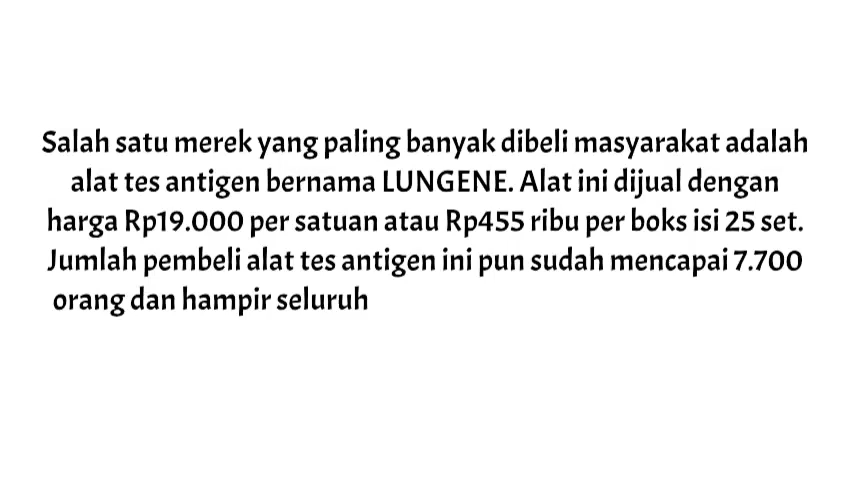 Salah satu merek yang paling banyak dibeli masyarakat adalah
alat tes antigen bernama LUNGENE. Alat ini dijual dengan
harga Rp19.000 per satuan atau Rp455 ribu per boks isi 25 set.
Jumlah pembeli alat tes antigen ini pun sudah mencapai 7.700
orang dan hampir seluruh